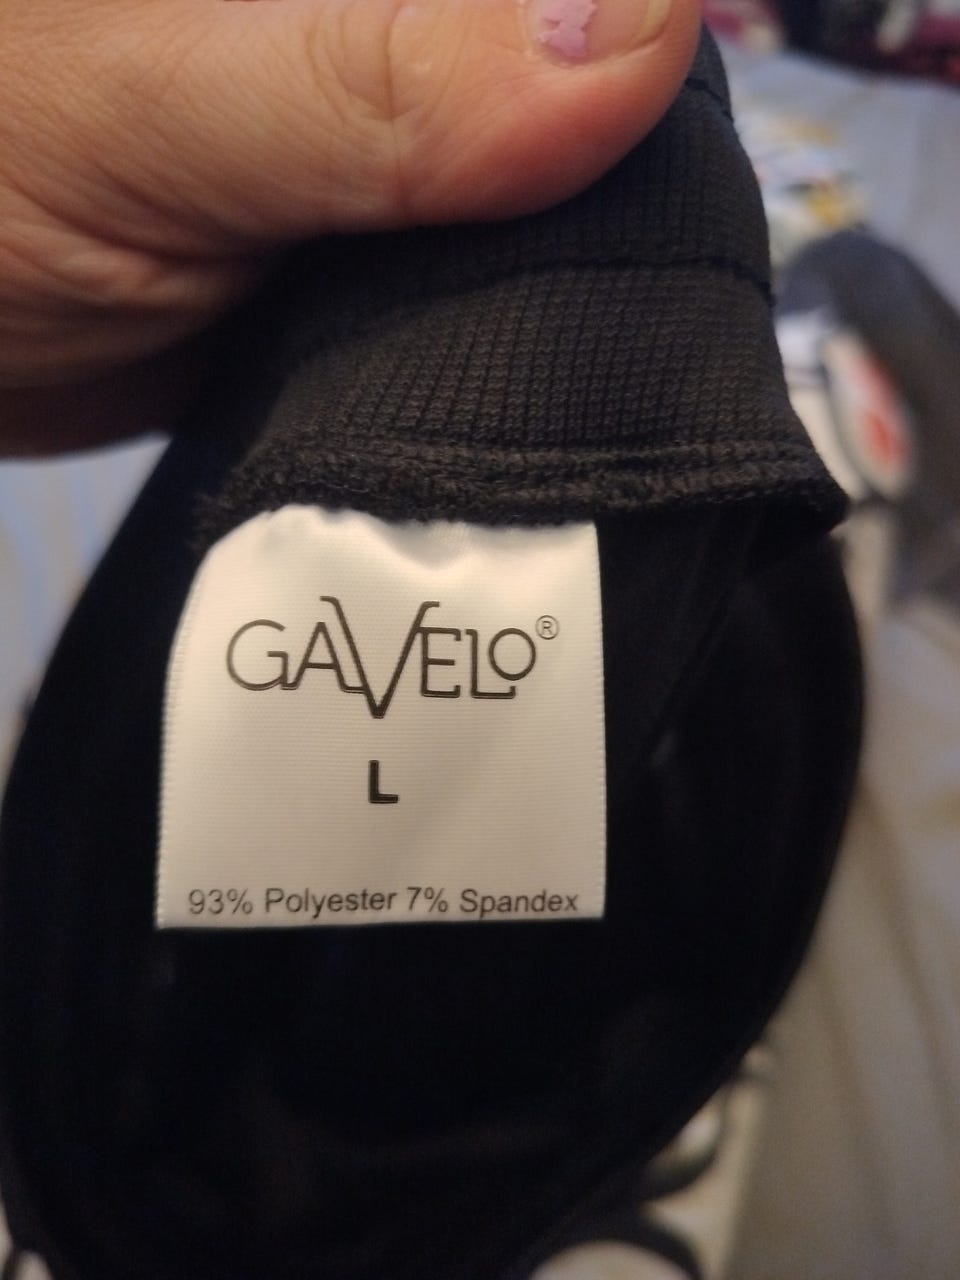 GAVELO®
L
93% Polyester 7% Spandex